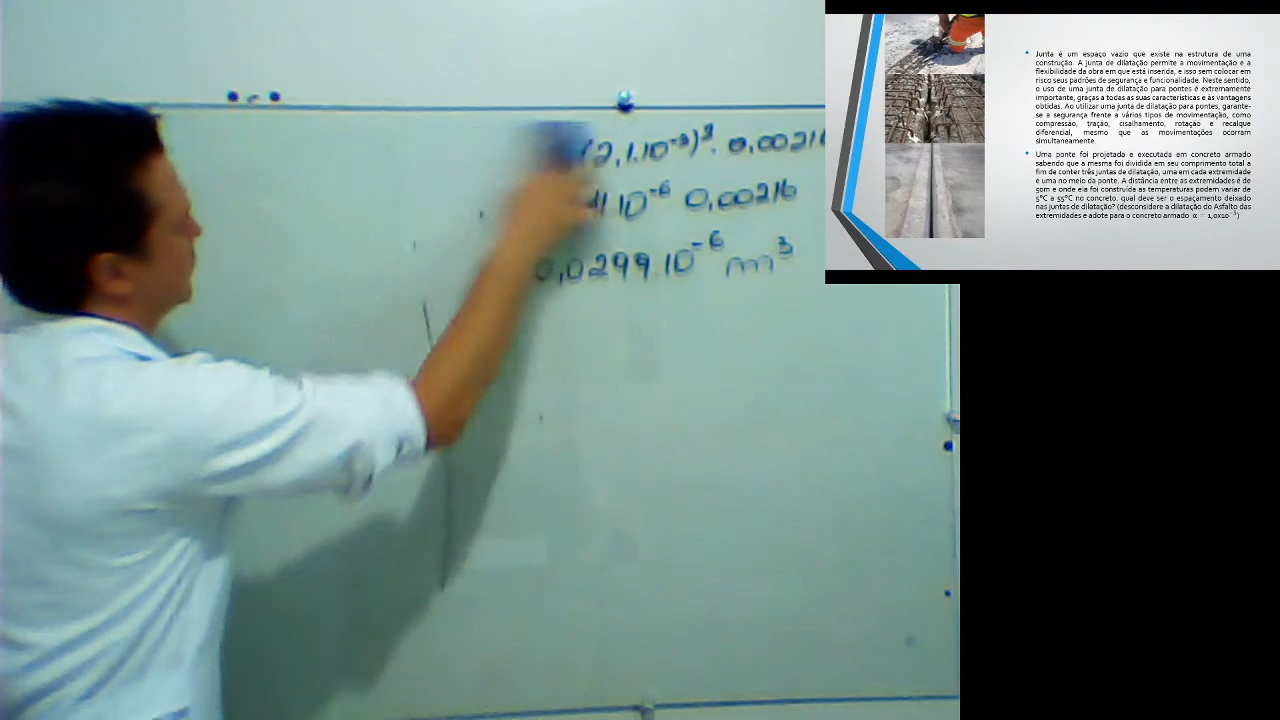 (2,1.10⁻³)². 0,00216
41 10⁻⁶ 0,00216
0,0299.10⁻⁶ m³
• Junta é um espaço vazio que existe na estrutura de uma
construção. A junta de dilatação permite a movimentação e a
flexibilidade da obra em que está inserida, e isso sem colocar em
risco seus padrões de segurança e funcionalidade. Neste sentido,
o uso de uma junta de dilatação para pontes é extremamente
importante, graças a todas as suas características e às vantagens
obtidas. Ao utilizar uma junta de dilatação para pontes, garante-
se a segurança frente a vários tipos de movimentação, como
compressão, tração, cisalhamento, rotação e recalque
diferencial, mesmo que as movimentações ocorram
simultaneamente.
• Uma ponte foi projetada e executada em concreto armado
sabendo que a mesma foi dividida em seu comprimento total a
fim de conter três juntas de dilatação, uma em cada extremidade
e uma no meio da ponte. A distância entre as extremidades é de
50m e onde ela foi construída as temperaturas podem variar de
5°C a 55°C no concreto. qual deve ser o espaçamento deixado
nas juntas de dilatação? (desconsidere a dilatação do Asfalto das
extremidades e adote para o concreto armado α = 1,0x10⁻⁵)